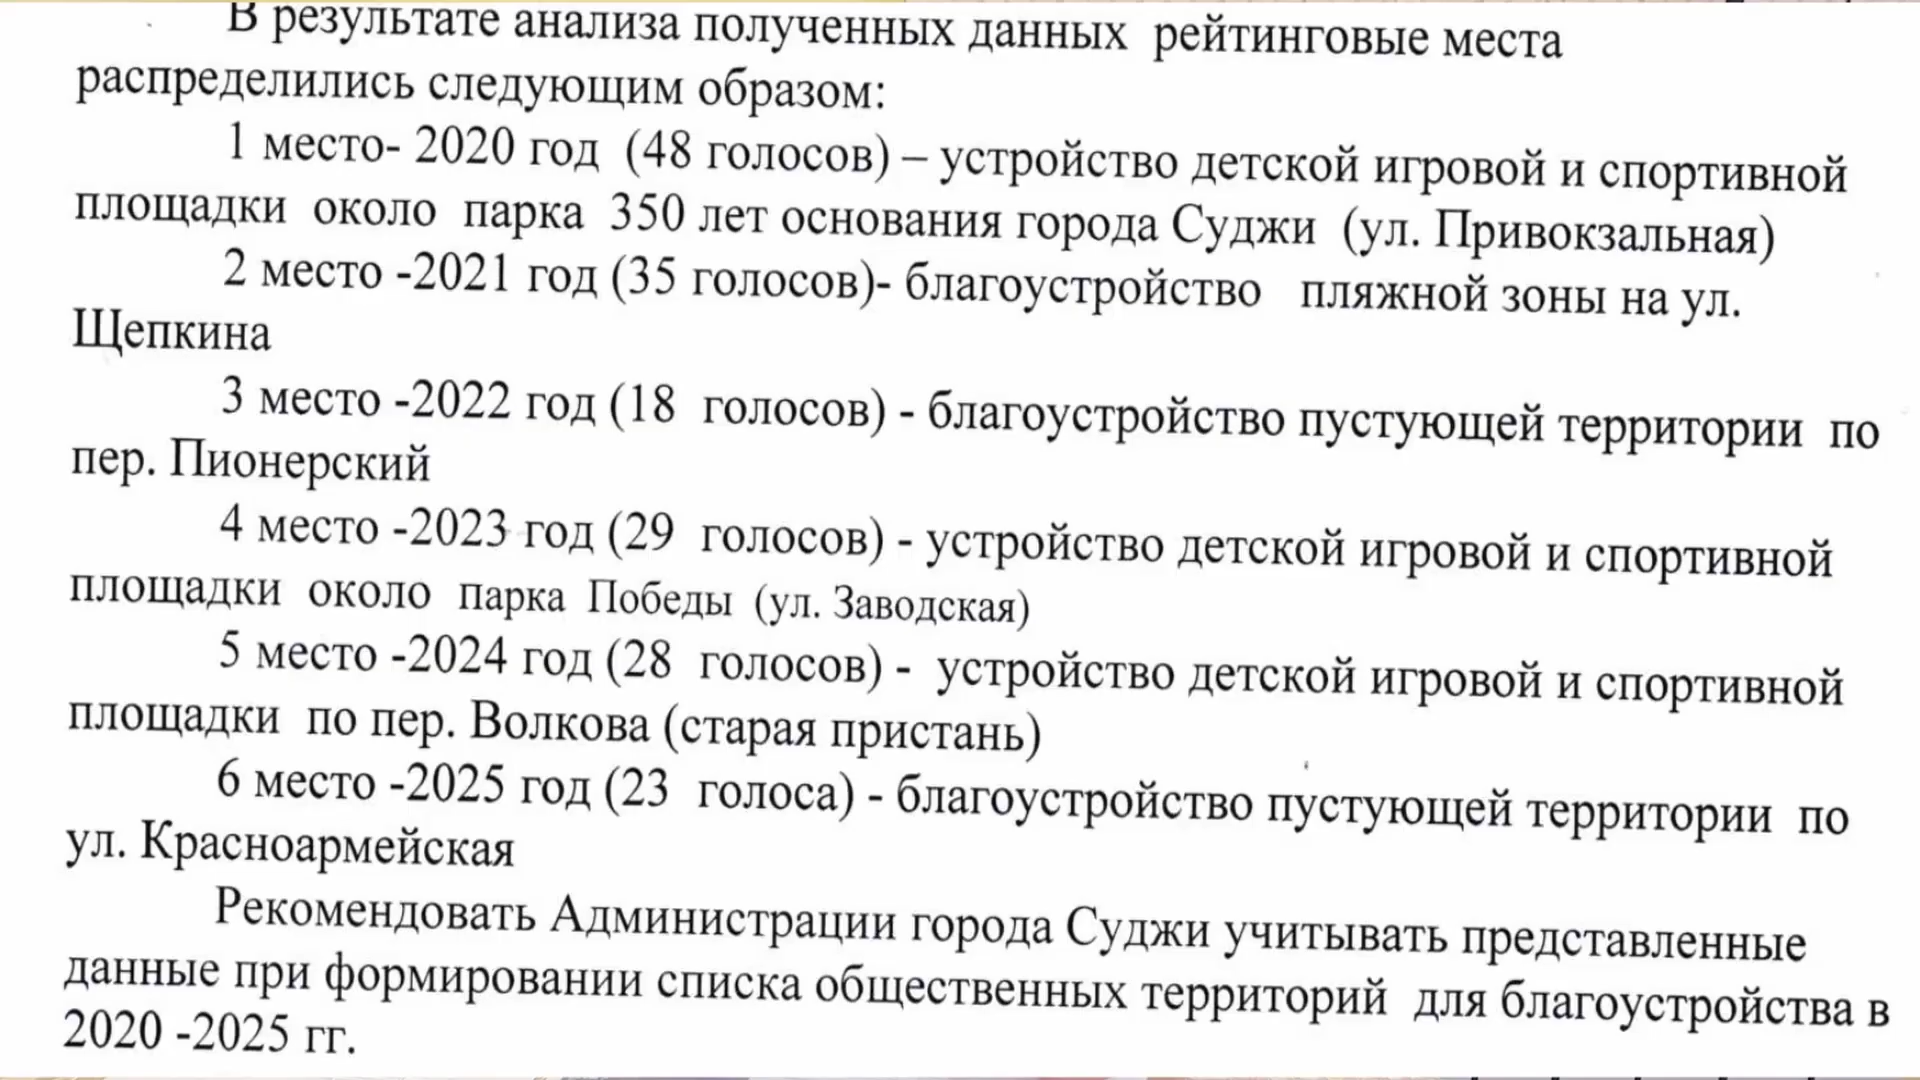 В результате анализа полученных данных рейтинговые места
распределились следующим образом:
1 место- 2020 год (48 голосов) – устройство детской игровой и спортивной
площадки около парка 350 лет основания города Суджи (ул. Привокзальная)
2 место -2021 год (35 голосов)- благоустройство пляжной зоны на ул.
Щепкина
3 место -2022 год (18 голосов) - благоустройство пустующей территории по
пер. Пионерский
4 место -2023 год (29 голосов) - устройство детской игровой и спортивной
площадки около парка Победы (ул. Заводская)
5 место -2024 год (28 голосов) - устройство детской игровой и спортивной
площадки по пер. Волкова (старая пристань)
6 место -2025 год (23 голоса) - благоустройство пустующей территории по
ул. Красноармейская
Рекомендовать Администрации города Суджи учитывать представленные
данные при формировании списка общественных территорий для благоустройства в
2020 -2025 гг.